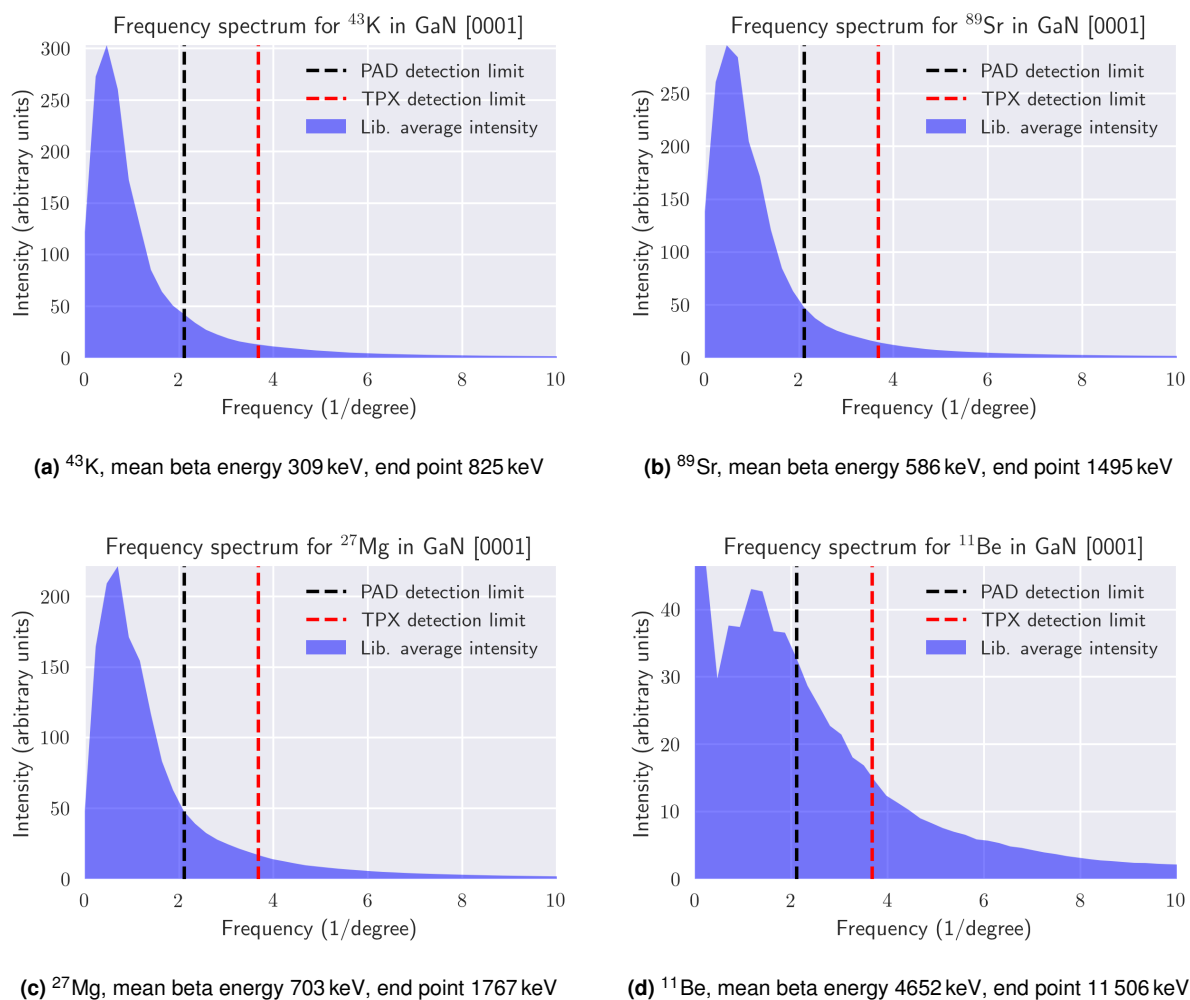 Frequency spectrum for ⁴³K in GaN [0001]
Intensity (arbitrary units)
300
250
200
150
100
50
0
PAD detection limit
TPX detection limit
Lib. average intensity
0 2 4 6 8 10
Frequency (1/degree)
(a) ⁴³K, mean beta energy 309 keV, end point 825 keV
Frequency spectrum for ⁸⁹Sr in GaN [0001]
Intensity (arbitrary units)
250
200
150
100
50
0
PAD detection limit
TPX detection limit
Lib. average intensity
0 2 4 6 8 10
Frequency (1/degree)
(b) ⁸⁹Sr, mean beta energy 586 keV, end point 1495 keV
Frequency spectrum for ²⁷Mg in GaN [0001]
Intensity (arbitrary units)
200
150
100
50
0
PAD detection limit
TPX detection limit
Lib. average intensity
0 2 4 6 8 10
Frequency (1/degree)
(c) ²⁷Mg, mean beta energy 703 keV, end point 1767 keV
Frequency spectrum for ¹¹Be in GaN [0001]
Intensity (arbitrary units)
40
30
20
10
0
PAD detection limit
TPX detection limit
Lib. average intensity
0 2 4 6 8 10
Frequency (1/degree)
(d) ¹¹Be, mean beta energy 4652 keV, end point 11 506 keV